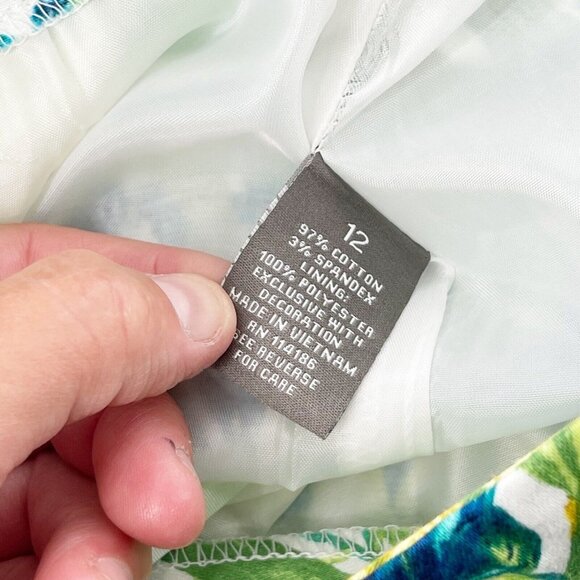 12
97% COTTON
3% SPANDEX
LINING:
100% POLYESTER
EXCLUSIVE WITH
DECORATION
MADE IN VIETNAM
RN 114186
SEE REVERSE
FOR CARE